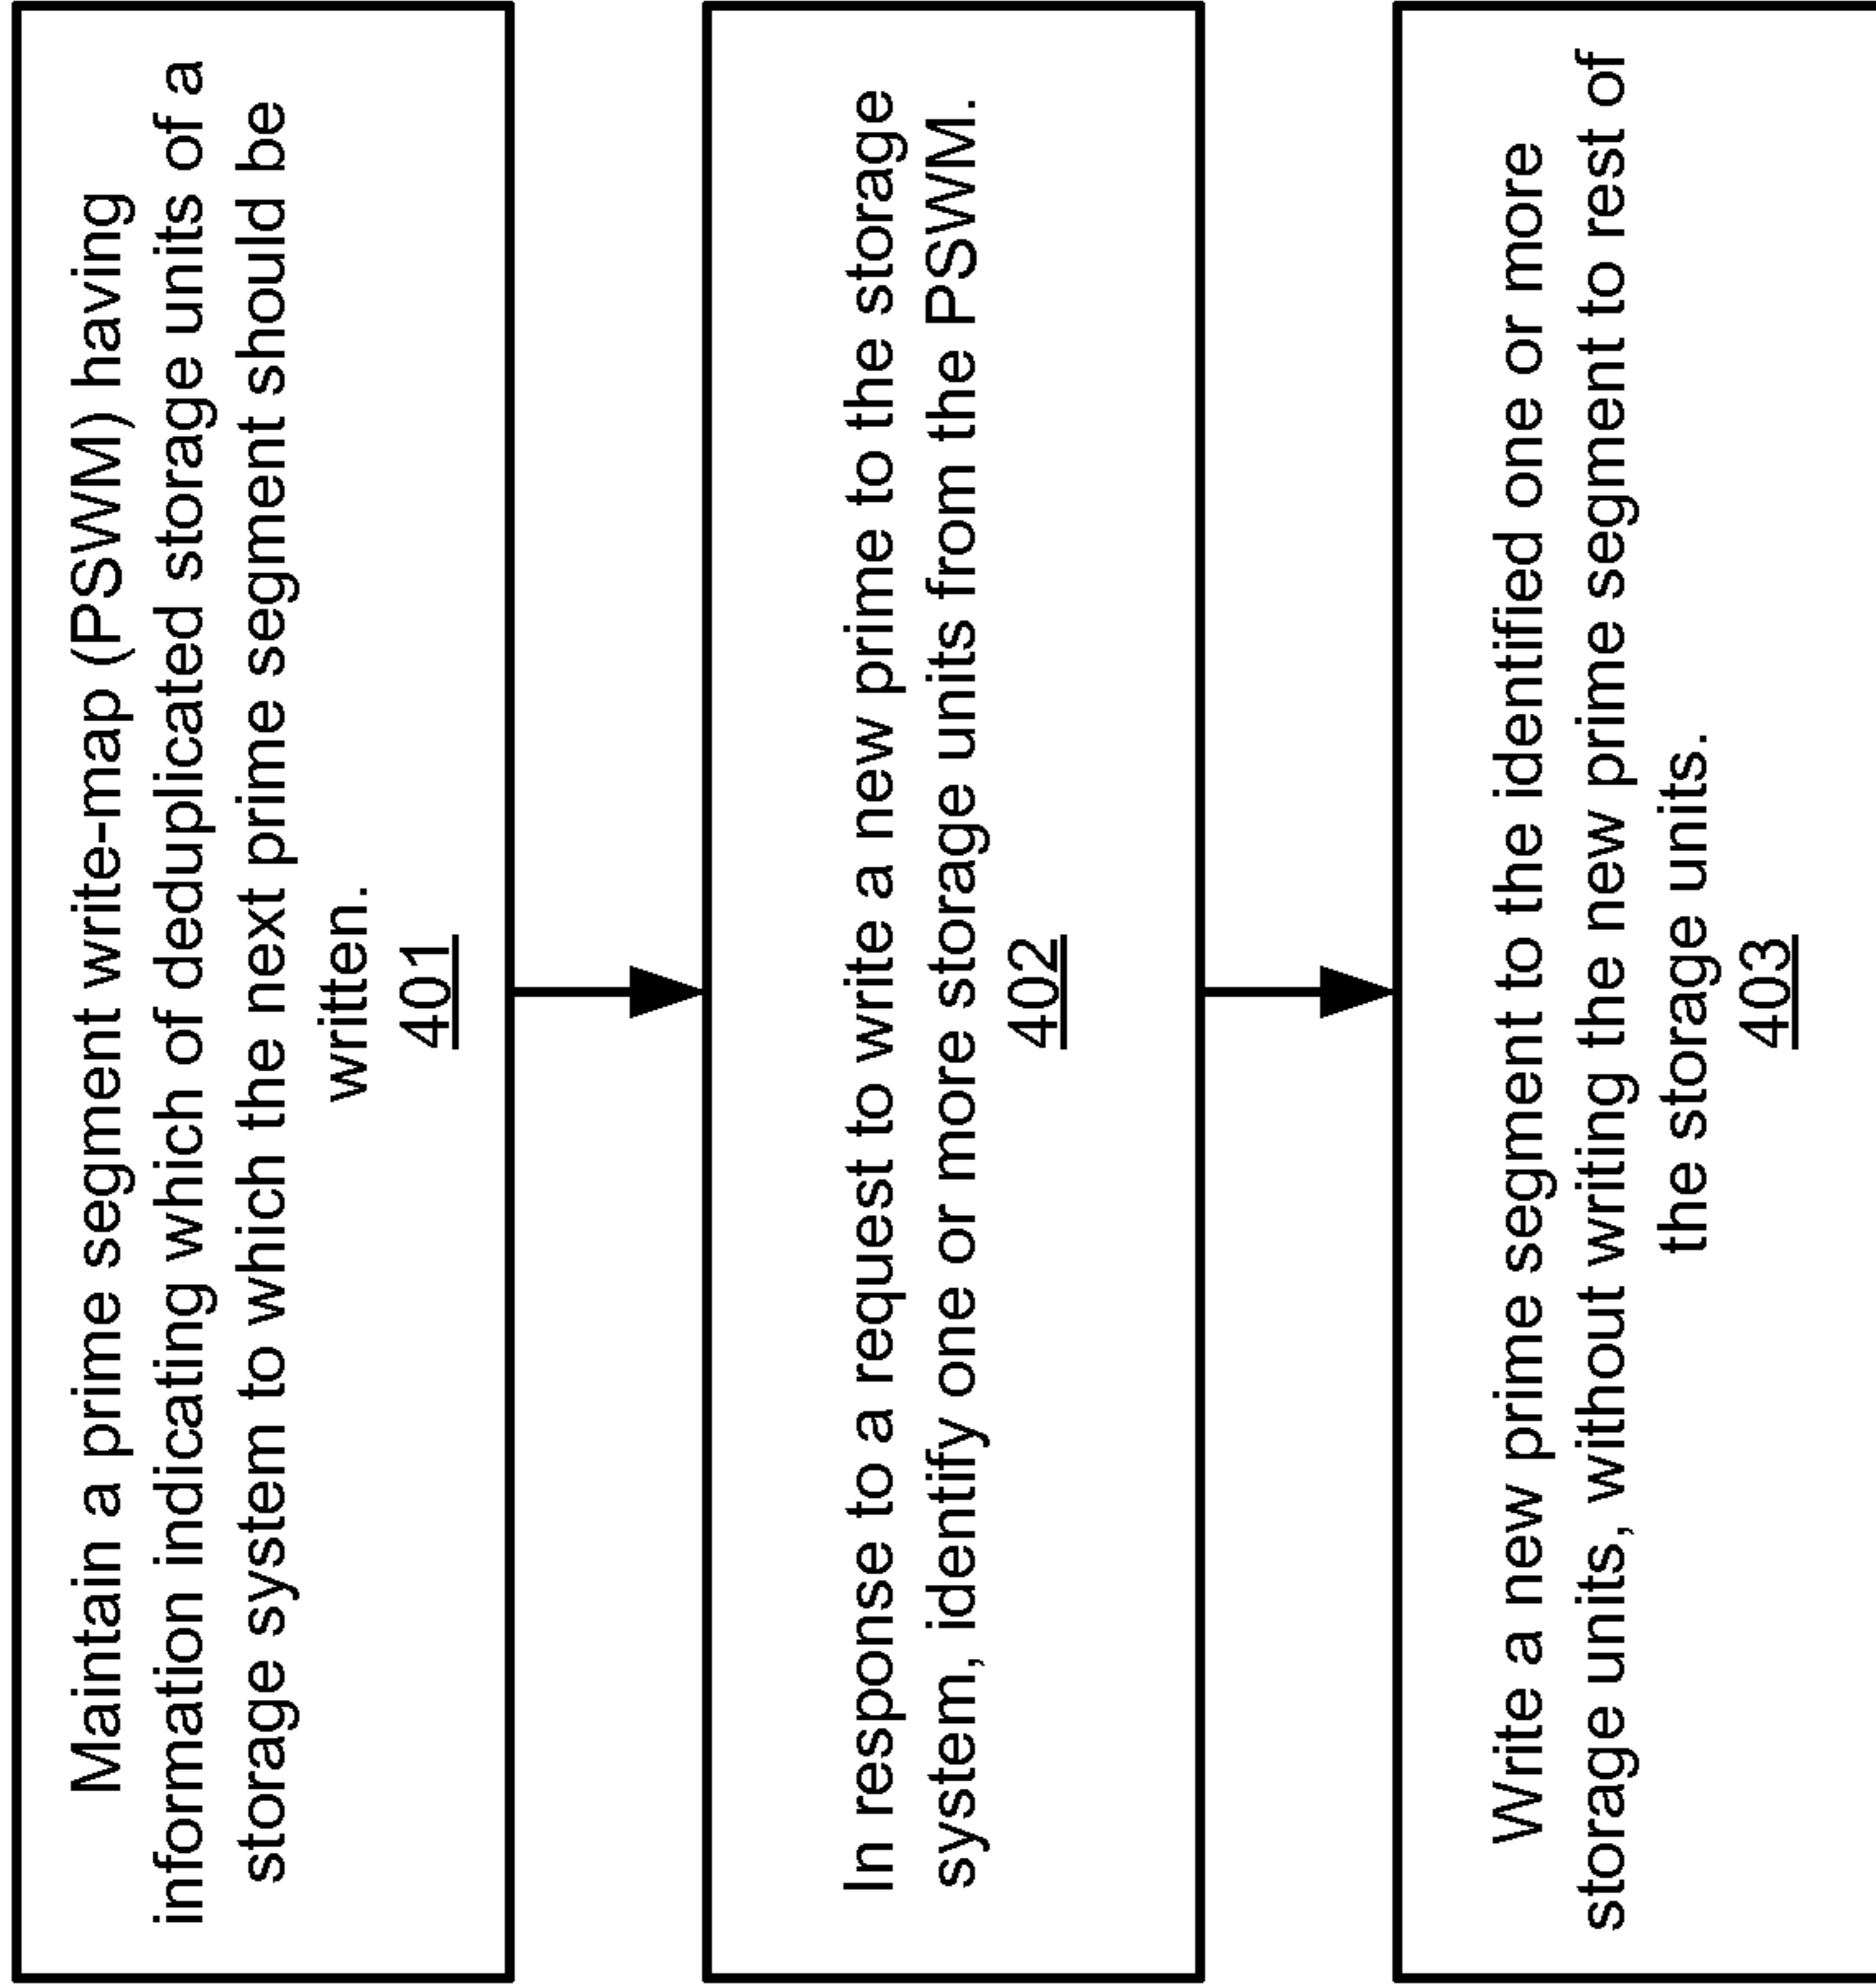 Maintain a prime segment write-map (PSWM) having
information indicating which of deduplicated storage units of a
storage system to which the next prime segment should be
written.
401
In response to a request to write a new prime to the storage
system, identify one or more storage units from the PSWM.
402
Write a new prime segment to the identified one or more
storage units, without writing the new prime segment to rest of
the storage units.
403